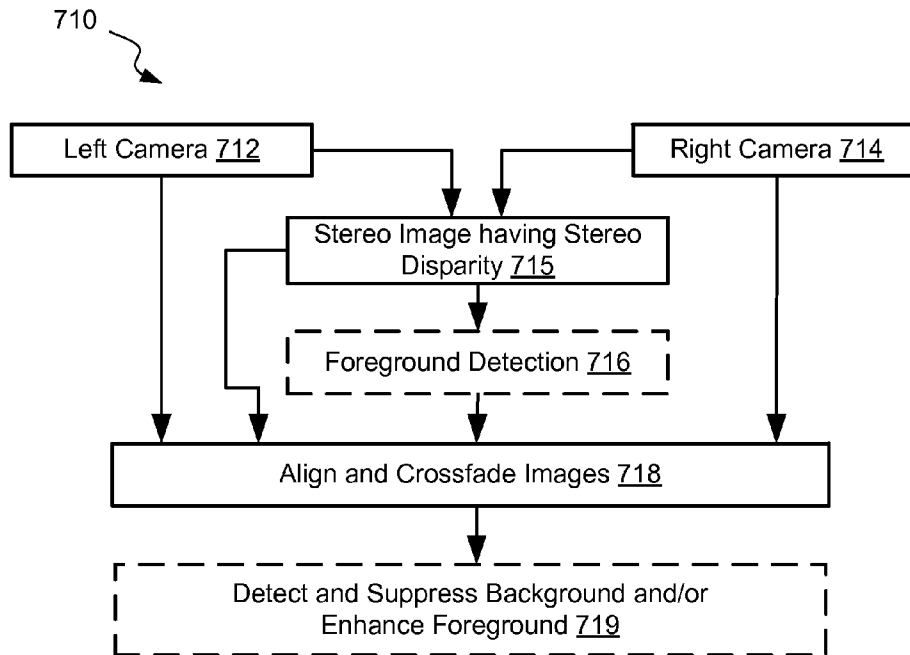 710
Left Camera 712
Right Camera 714
Stereo Image having Stereo
Disparity 715
Foreground Detection 716
Align and Crossfade Images 718
Detect and Suppress Background and/or
Enhance Foreground 719